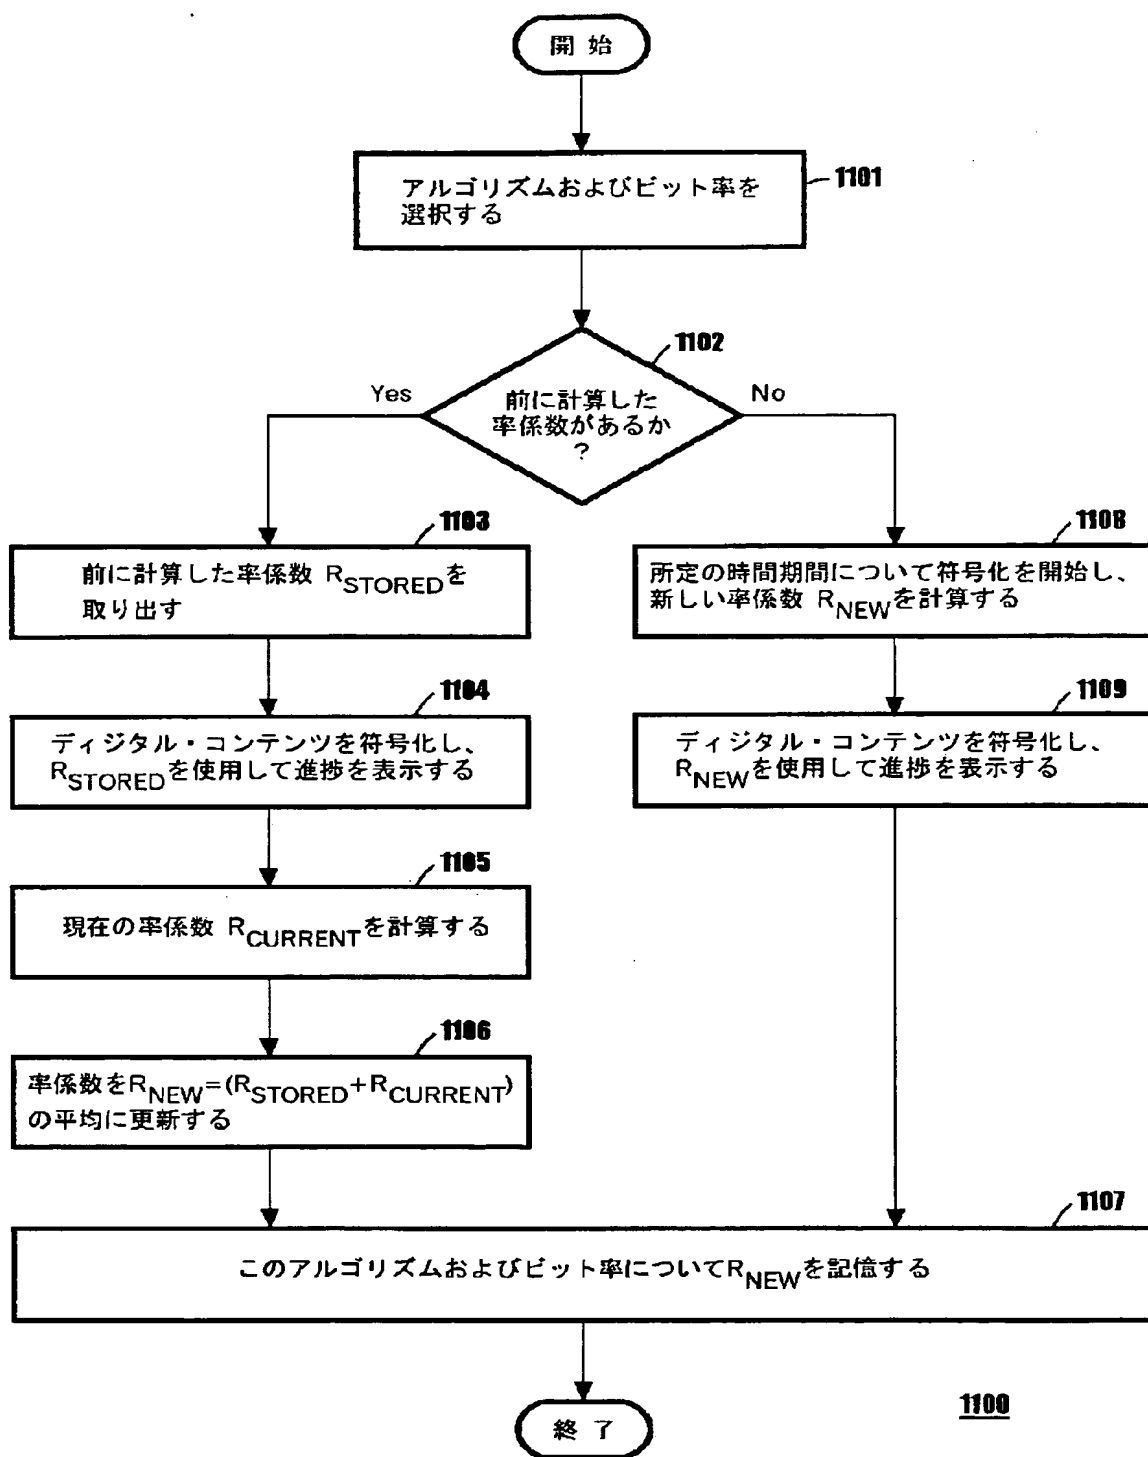 開始
アルゴリズムおよびビット率を
選択する
1101
1102
Yes
No
前に計算した
率係数があるか
?
1103
前に計算した率係数 RSTOREDを
取り出す
1108
所定の時間期間について符号化を開始し、
新しい率係数 RNEWを計算する
1104
ディジタル・コンテンツを符号化し、
RSTOREDを使用して進捗を表示する
1109
ディジタル・コンテンツを符号化し、
RNEWを使用して進捗を表示する
1105
現在の率係数 RCURRENTを計算する
1106
率係数をRNEW=(RSTORED+RCURRENT)
の平均に更新する
1107
このアルゴリズムおよびビット率についてRNEWを記憶する
終了
1100